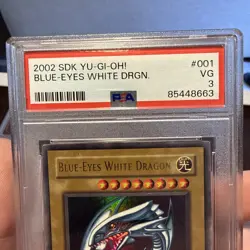 2002 SDK YU-GI-OH! #001
BLUE-EYES WHITE DRGN. VG
3
PSA 85448663
BLUE-EYES WHITE DRAGON